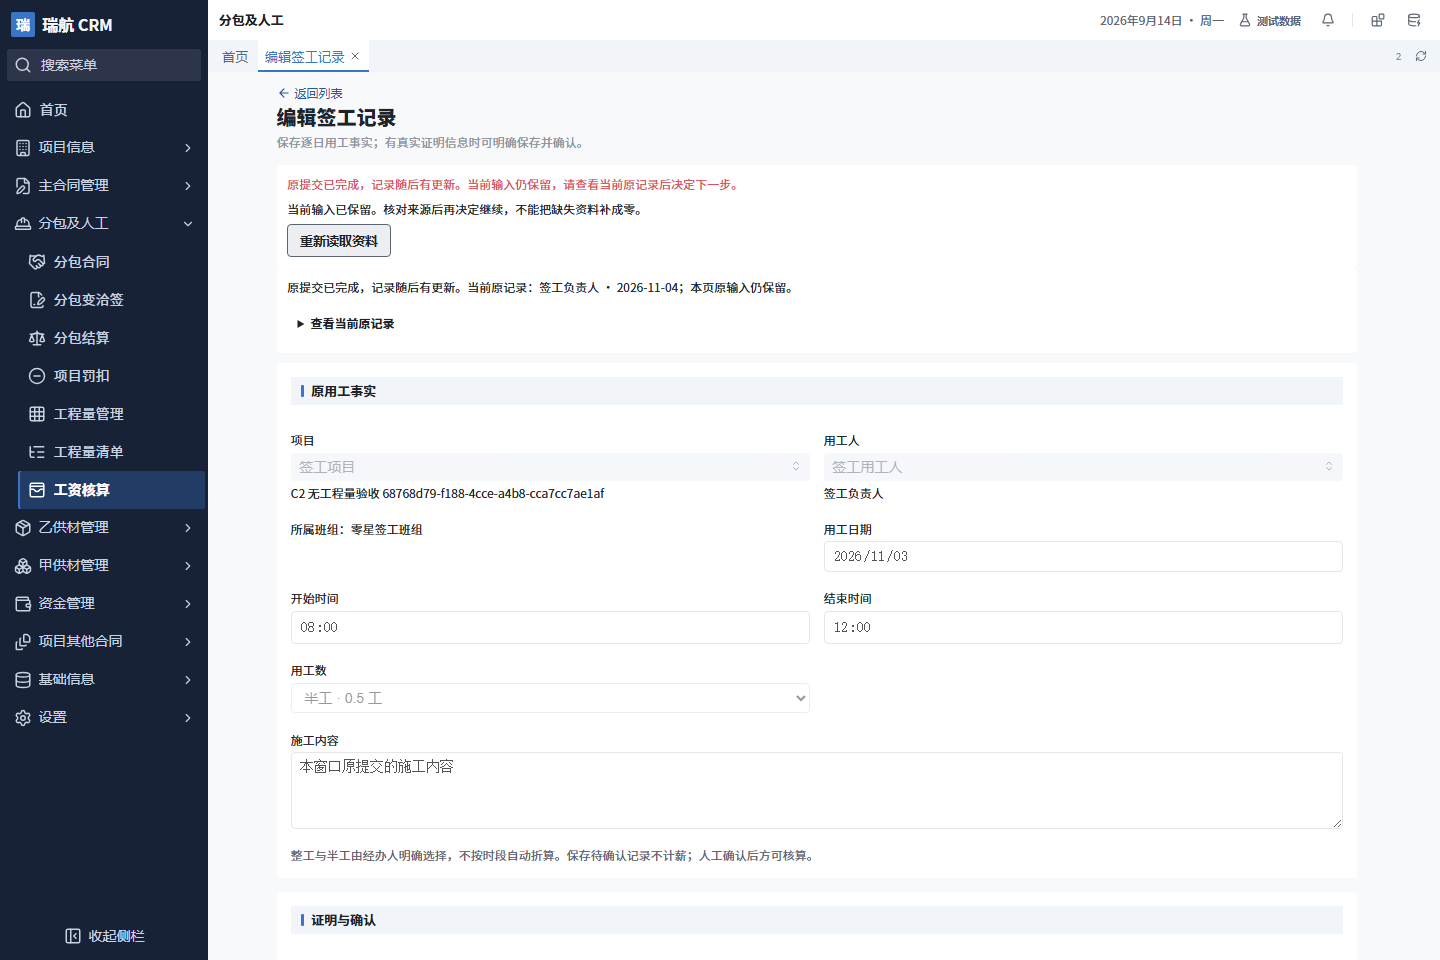 瑞 瑞航 CRM
搜索菜单
首页
项目信息
主合同管理
分包及人工
分包合同
分包变洽签
分包结算
项目罚扣
工程量管理
工程量清单
工资核算
乙供材管理
甲供材管理
资金管理
项目其他合同
基础信息
设置
收起侧栏
分包及人工
2026年9月14日 · 周一 测试数据
首页 编辑签工记录 ×
2
← 返回列表
编辑签工记录
保存逐日用工事实；有真实证明信息时可明确保存并确认。
原提交已完成，记录随后有更新。当前输入仍保留，请查看当前原记录后决定下一步。
当前输入已保留。核对来源后再决定继续，不能把缺失资料补成零。
重新读取资料
原提交已完成，记录随后有更新。当前原记录：签工负责人 · 2026-11-04；本页原输入仍保留。
▶ 查看当前原记录
原用工事实
项目 用工人
签工项目 签工用工人
C2 无工程量验收 68768d79-f188-4cce-a4b8-cca7cc7ae1af 签工负责人
所属班组：零星签工班组 用工日期
2026/11/03
开始时间 结束时间
08:00 12:00
用工数
半工 · 0.5 工
施工内容
本窗口原提交的施工内容
整工与半工由经办人明确选择，不按时段自动折算。保存待确认记录不计薪；人工确认后方可核算。
证明与确认